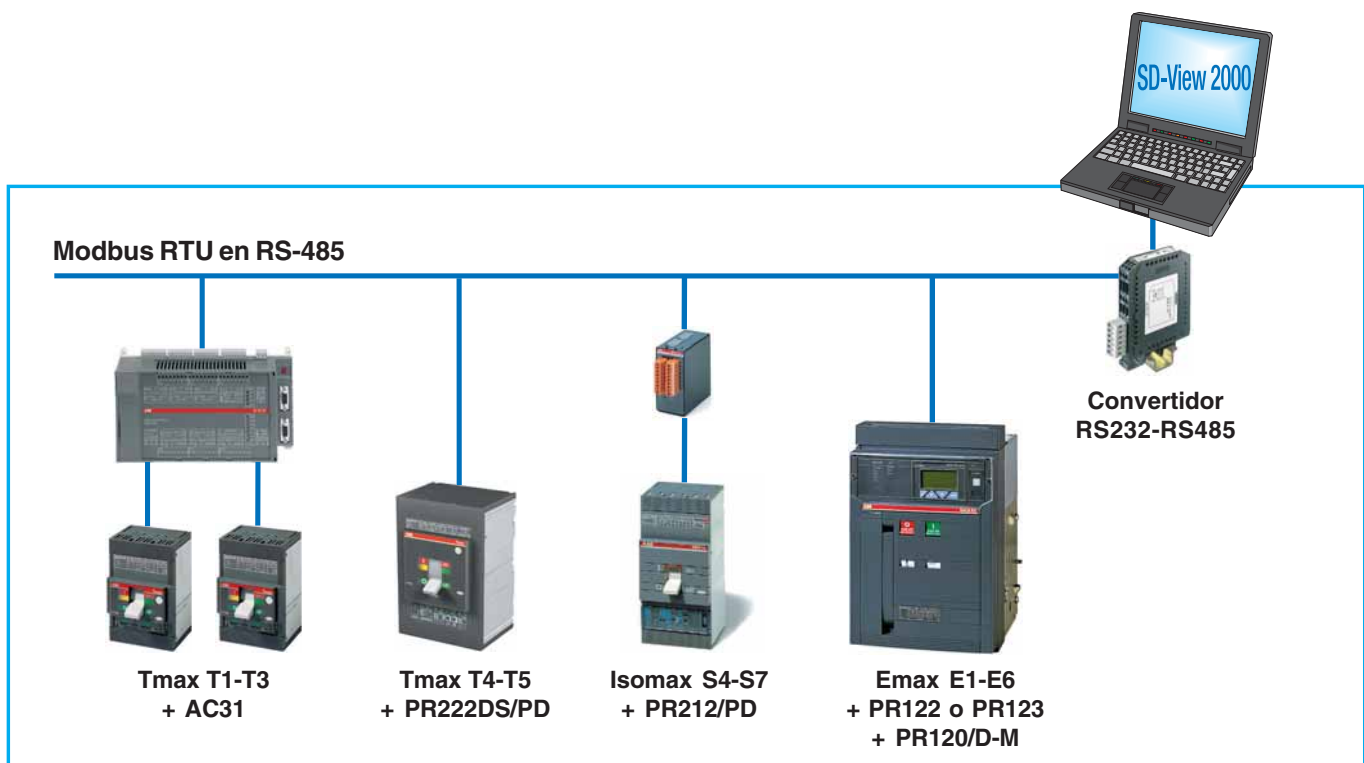 SD-View 2000
Modbus RTU en RS-485
Convertidor
RS232-RS485
Tmax T1-T3
+ AC31
Tmax T4-T5
+ PR222DS/PD
Isomax S4-S7
+ PR212/PD
Emax E1-E6
+ PR122 o PR123
+ PR120/D-M